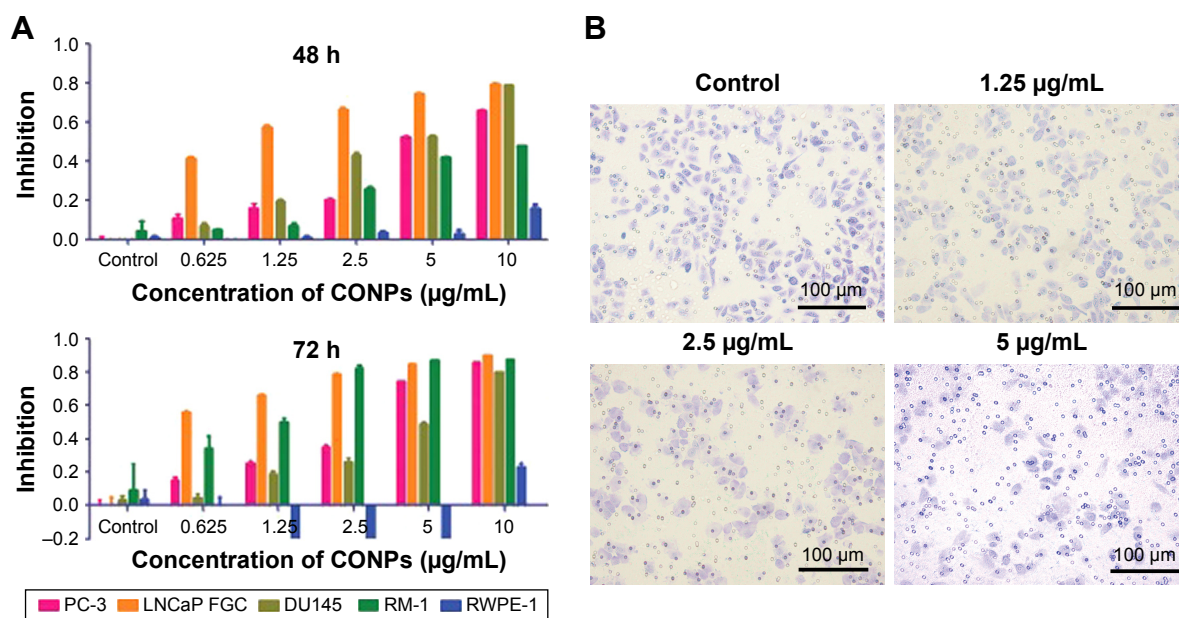 A
48 h
1.0
0.8
0.6
0.4
0.2
0.0
Inhibition
Control 0.625 1.25 2.5 5 10
Concentration of CONPs (µg/mL)
72 h
1.0
0.8
0.6
0.4
0.2
0.0
–0.2
Inhibition
Control 0.625 1.25 2.5 5 10
Concentration of CONPs (µg/mL)
PC-3 LNCaP FGC DU145 RM-1 RWPE-1
B
Control 1.25 µg/mL
100 µm 100 µm
2.5 µg/mL 5 µg/mL
100 µm 100 µm